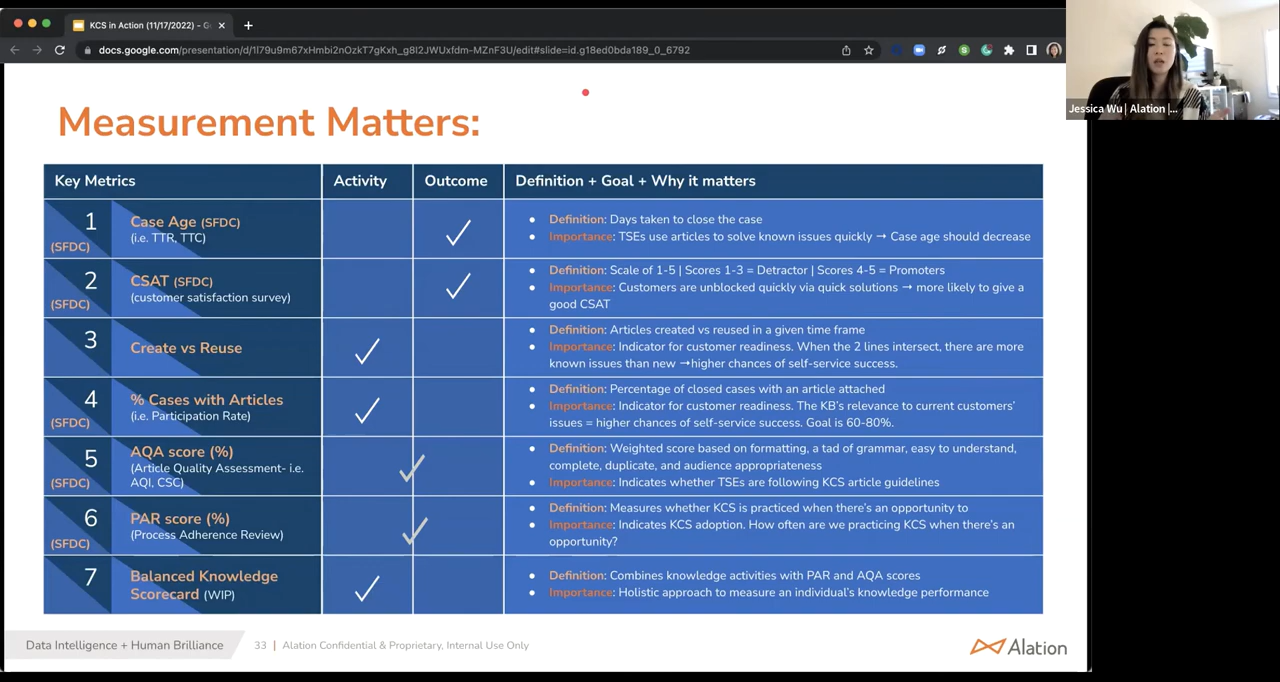 KCS in Action (11/17/2022) - G
docs.google.com/presentation/d/1l79u9m67xHmbi2nOzkT7gKxh_g8I2JWUxfdm-MZnF3U/edit#slide=id.g18ed0bda189_0_6792
Jessica Wu | Alation |...
Measurement Matters:
Key Metrics Activity Outcome Definition + Goal + Why it matters
1
(SFDC)
Case Age (SFDC)
(i.e. TTR, TTC)
Definition: Days taken to close the case
Importance: TSEs use articles to solve known issues quickly → Case age should decrease
2
(SFDC)
CSAT (SFDC)
(customer satisfaction survey)
Definition: Scale of 1-5 | Scores 1-3 = Detractor | Scores 4-5 = Promoters
Importance: Customers are unblocked quickly via quick solutions → more likely to give a
good CSAT
3
Create vs Reuse
Definition: Articles created vs reused in a given time frame
Importance: Indicator for customer readiness. When the 2 lines intersect, there are more
known issues than new →higher chances of self-service success.
4
(SFDC)
% Cases with Articles
(i.e. Participation Rate)
Definition: Percentage of closed cases with an article attached
Importance: Indicator for customer readiness. The KB's relevance to current customers'
issues = higher chances of self-service success. Goal is 60-80%.
5
(SFDC)
AQA score (%)
(Article Quality Assessment- i.e.
AQI, CSC)
Definition: Weighted score based on formatting, a tad of grammar, easy to understand,
complete, duplicate, and audience appropriateness
Importance: Indicates whether TSEs are following KCS article guidelines
6
(SFDC)
PAR score (%)
(Process Adherence Review)
Definition: Measures whether KCS is practiced when there's an opportunity to
Importance: Indicates KCS adoption. How often are we practicing KCS when there's an
opportunity?
7
Balanced Knowledge
Scorecard (WIP)
Definition: Combines knowledge activities with PAR and AQA scores
Importance: Holistic approach to measure an individual's knowledge performance
Data Intelligence + Human Brilliance
33 | Alation Confidential & Proprietary, Internal Use Only
Alation